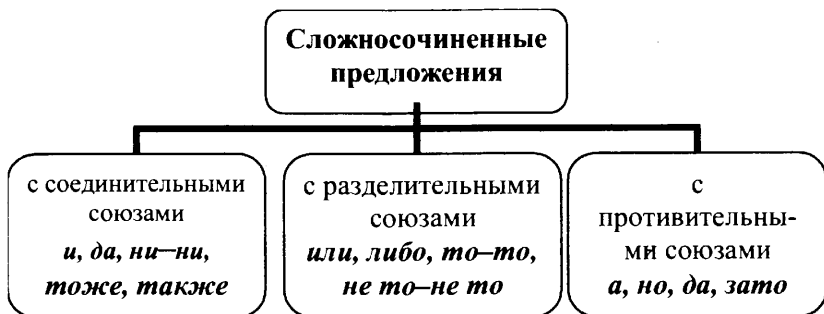 Сложносочиненные
предложения
с соединительными
союзами
и, да, ни–ни,
тоже, также
с разделительными
союзами
или, либо, то–то,
не то–не то
с
противительны-
ми союзами
а, но, да, зато